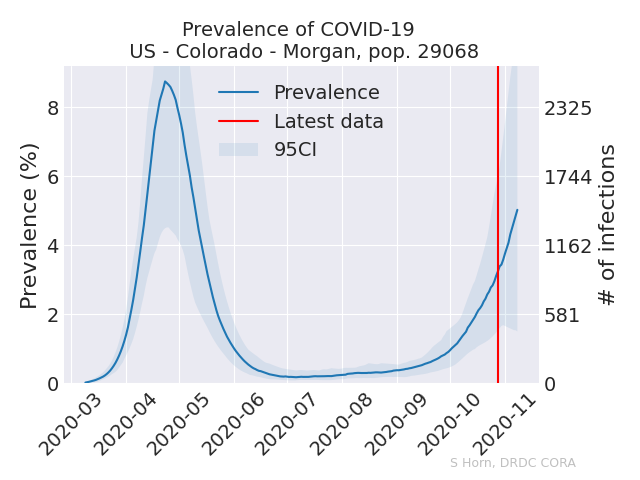 Prevalence of COVID-19
US - Colorado - Morgan, pop. 29068
Prevalence
Latest data
95CI
Prevalence (%)
8
6
4
2
0
2325
1744
1162
581
0
# of infections
2020-03
2020-04
2020-05
2020-06
2020-07
2020-08
2020-09
2020-10
2020-11
S Horn, DRDC CORA